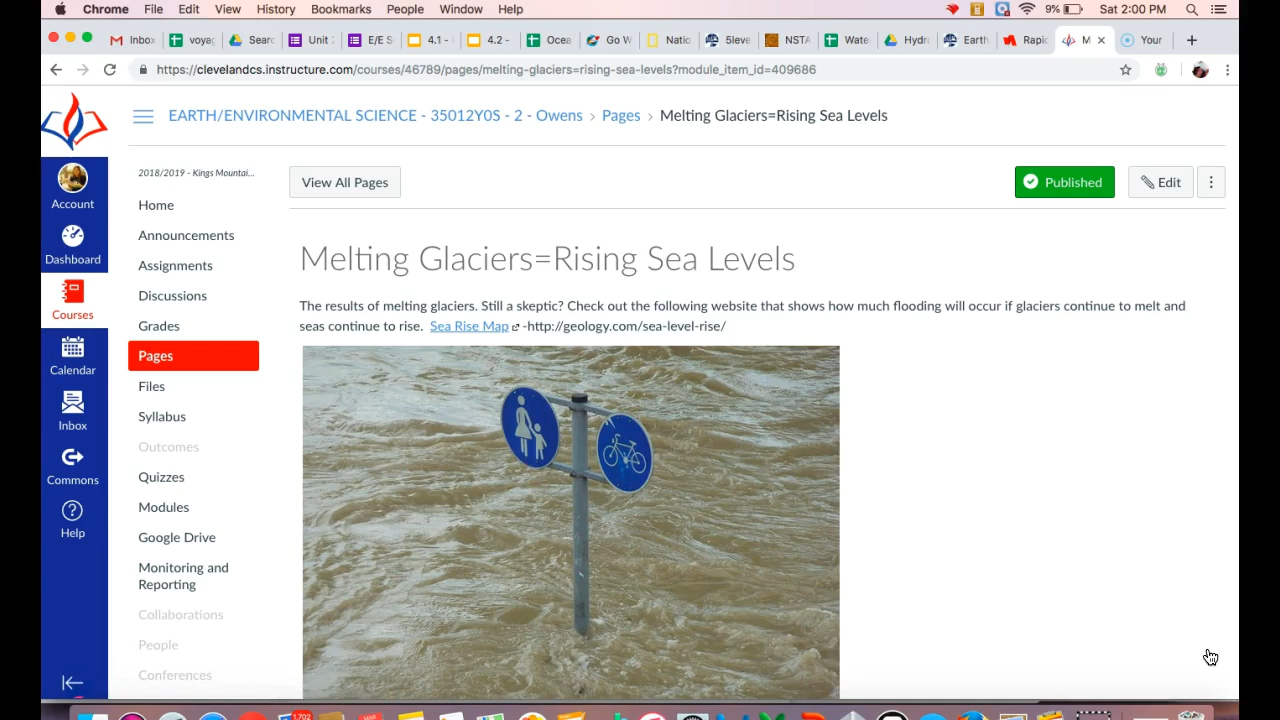 Chrome File Edit View History Bookmarks People Window Help 9% Sat 2:00 PM
Inbox voyag Searc Unit E/E S 4.1 - 4.2 - Ocea Go W Natio 5leve NSTA Wate Hydr Earth Rapid M Your
https://clevelandcs.instructure.com/courses/46789/pages/melting-glaciers=rising-sea-levels?module_item_id=409686
EARTH/ENVIRONMENTAL SCIENCE - 35012Y0S - 2 - Owens › Pages › Melting Glaciers=Rising Sea Levels
Account
Dashboard
Courses
Calendar
Inbox
Commons
Help
2018/2019 - Kings Mountai...
Home
Announcements
Assignments
Discussions
Grades
Pages
Files
Syllabus
Outcomes
Quizzes
Modules
Google Drive
Monitoring and
Reporting
Collaborations
People
Conferences
View All Pages
Published Edit
Melting Glaciers=Rising Sea Levels
The results of melting glaciers. Still a skeptic? Check out the following website that shows how much flooding will occur if glaciers continue to melt and
seas continue to rise. Sea Rise Map -http://geology.com/sea-level-rise/
1,702